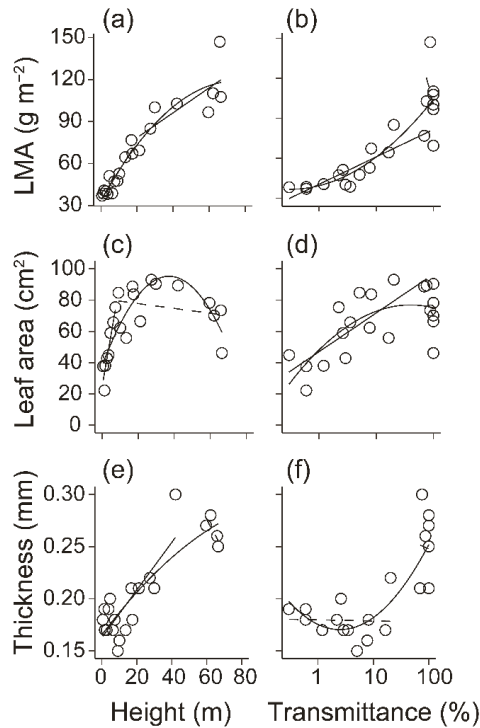 (a) (b)
150
120
90
60
30
LMA (g m⁻²)
(c) (d)
100
80
60
40
20
0
Leaf area (cm²)
(e) (f)
0.30
0.25
0.20
0.15
Thickness (mm)
0 20 40 60 80 1 10 100
Height (m) Transmittance (%)